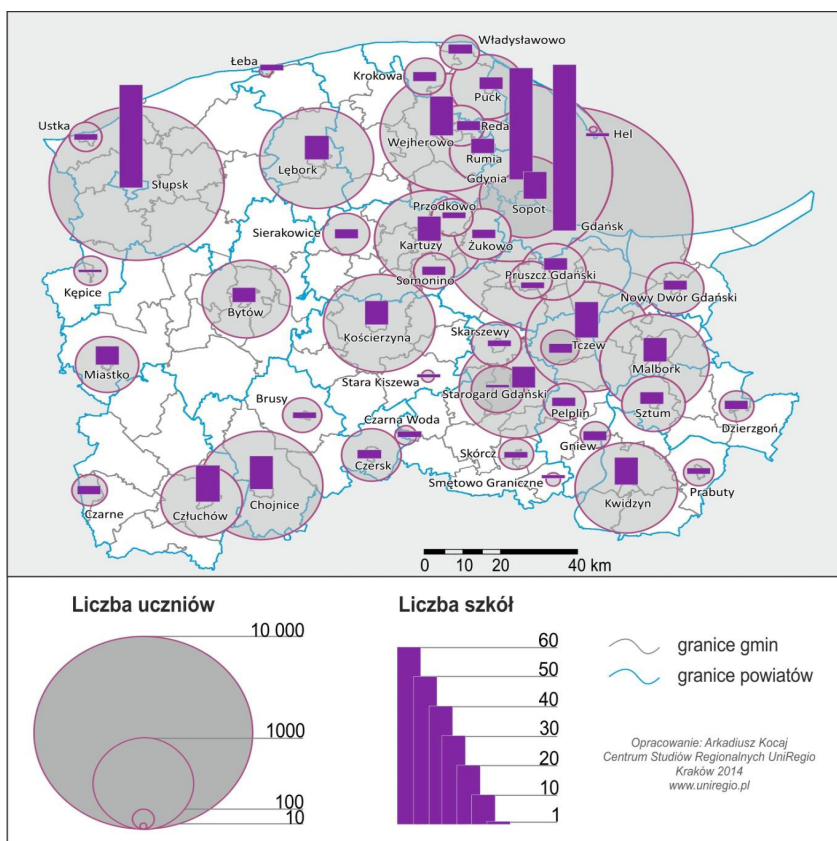 Władysławowo
Łeba
Krokowa
Puck
Ustka
Reda
Hel
Wejherowo
Rumia
Lębork
Gdynia
Słupsk
Przodkowo
Sopot
Gdańsk
Sierakowice
Kartuzy
Żukowo
Somonino
Pruszcz Gdański
Kępice
Nowy Dwór Gdański
Bytów
Kościerzyna
Skarszewy
Tczew
Miastko
Malbork
Stara Kiszewa
Starogard Gdański
Brusy
Pelplin
Sztum
Czarna Woda
Dzierzgoń
Gniew
Skórcz
Czersk
Smętowo Graniczne
Prabuty
Kwidzyn
Chojnice
Człuchów
Czarne
0 10 20 40 km
Liczba uczniów
10 000
1000
100
10
Liczba szkół
60
50
40
30
20
10
1
granice gmin
granice powiatów
Opracowanie: Arkadiusz Kocaj
Centrum Studiów Regionalnych UniRegio
Kraków 2014
www.uniregio.pl